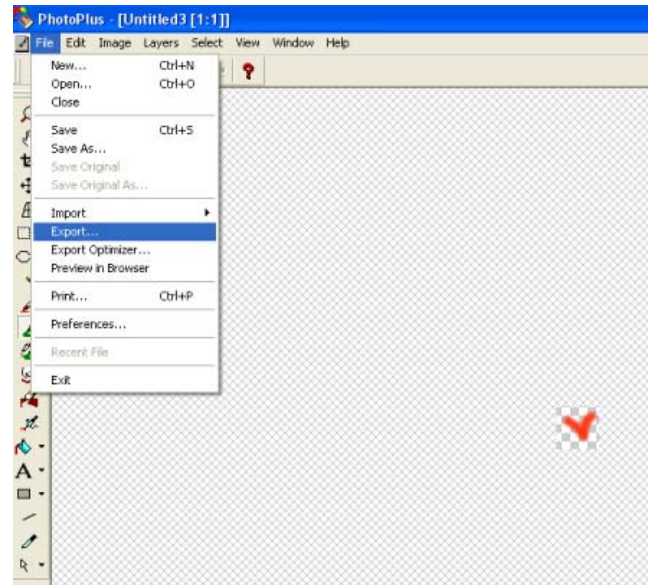 PhotoPlus - [Untitled3 [1:1]]
File Edit Image Layers Select View Window Help
New... Ctrl+N
Open... Ctrl+O
Close
Save Ctrl+S
Save As...
Save Original
Save Original As...
Import
Export...
Export Optimizer...
Preview in Browser
Print... Ctrl+P
Preferences...
Recent File
Exit